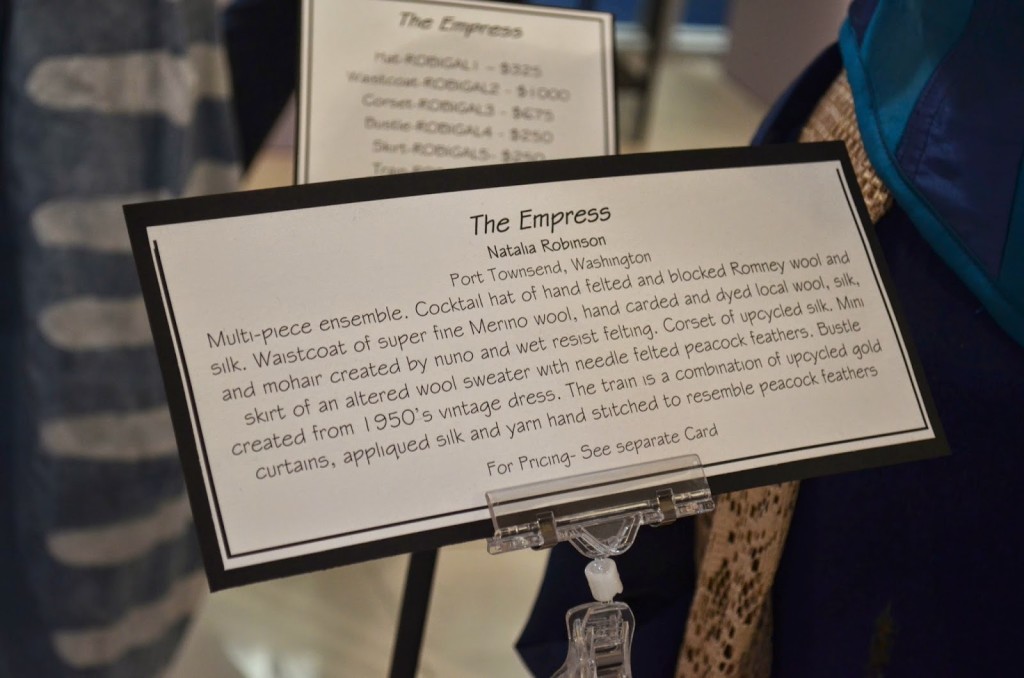 The Empress
Hat-ROBIGAL1 - $325
Waistcoat-ROBIGAL2 - $1000
Corset-ROBIGAL3 - $675
Bustle-ROBIGAL4 - $250
Skirt-ROBIGAL5- $250
Train
The Empress
Natalia Robinson
Port Townsend, Washington
Multi-piece ensemble. Cocktail hat of hand felted and blocked Romney wool and
silk. Waistcoat of super fine Merino wool, hand carded and dyed local wool, silk,
and mohair created by nuno and wet resist felting. Corset of upcycled silk. Mini
skirt of an altered wool sweater with needle felted peacock feathers. Bustle
created from 1950's vintage dress. The train is a combination of upcycled gold
curtains, appliqued silk and yarn hand stitched to resemble peacock feathers
For Pricing- See separate Card